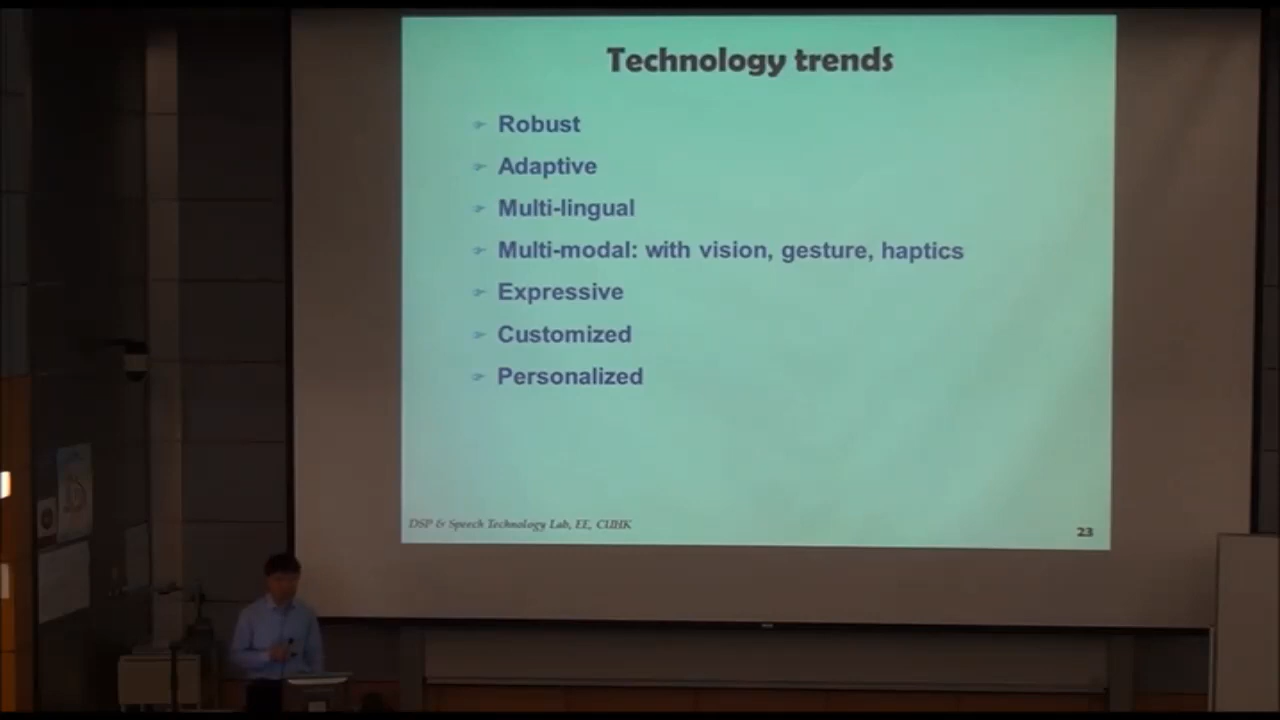 Technology trends
Robust
Adaptive
Multi-lingual
Multi-modal: with vision, gesture, haptics
Expressive
Customized
Personalized
DSP & Speech Technology Lab, EE, CUHK
23